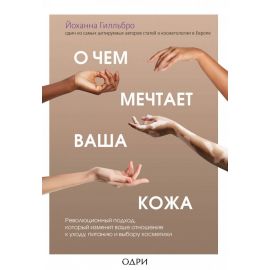 Йоханна Гилльбро
один из самых цитируемых авторов статей о косметологии в Европе
О ЧЕМ
МЕЧТАЕТ
ВАША
КОЖА
Революционный подход,
который изменит ваше отношение
к уходу, питанию и выбору косметики
ОДРИ